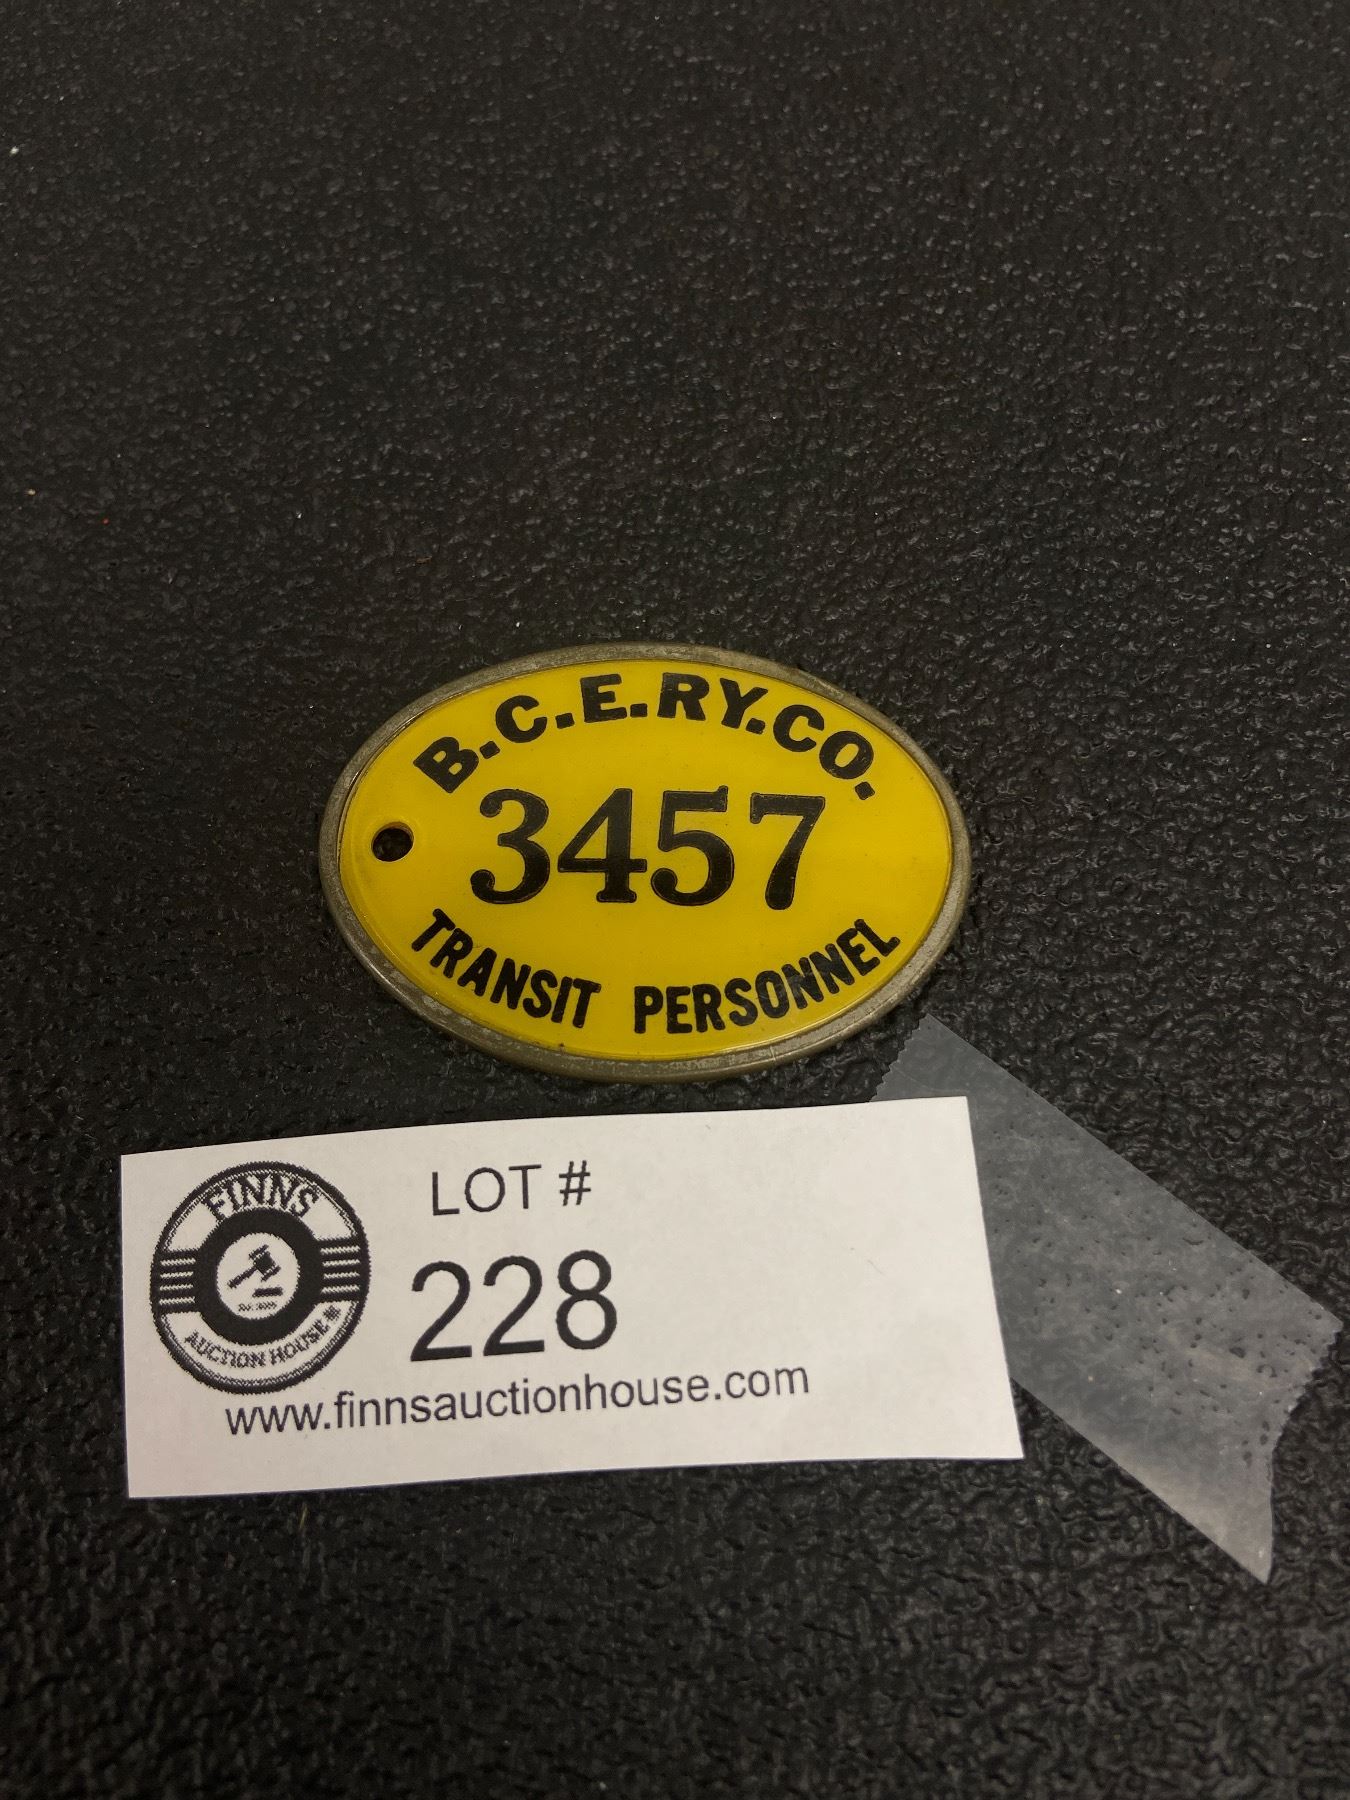 B.C.E.RY.CO.
3457
TRANSIT PERSONNEL
LOT #
FINNS
AUCTION HOUSE
228
www.finnsauctionhouse.com